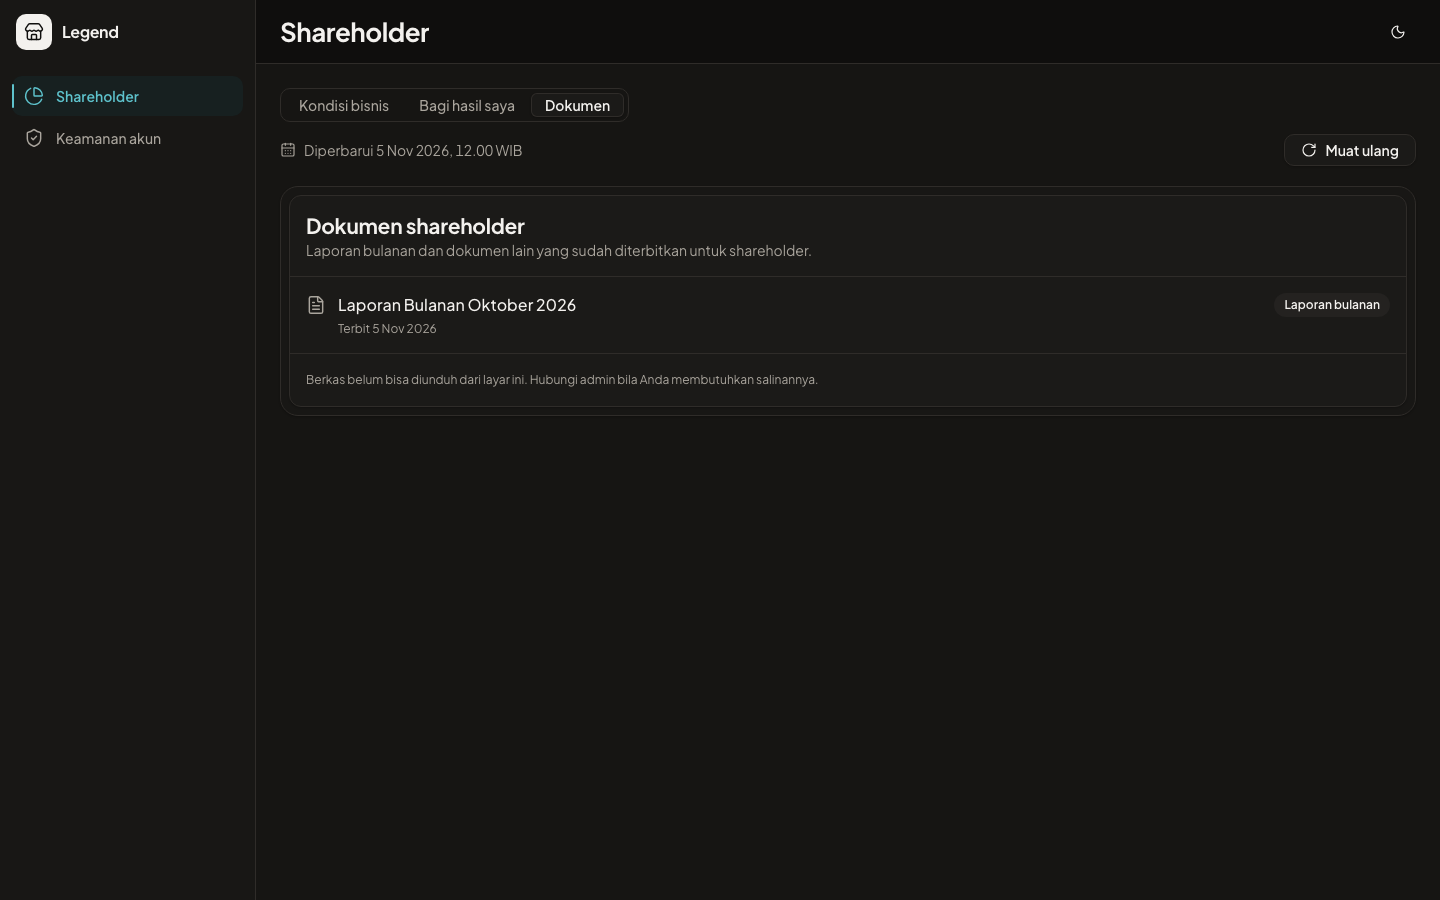 Legend
Shareholder
Keamanan akun
Shareholder
Kondisi bisnis
Bagi hasil saya
Dokumen
Diperbarui 5 Nov 2026, 12.00 WIB
Muat ulang
Dokumen shareholder
Laporan bulanan dan dokumen lain yang sudah diterbitkan untuk shareholder.
Laporan Bulanan Oktober 2026
Laporan bulanan
Terbit 5 Nov 2026
Berkas belum bisa diunduh dari layar ini. Hubungi admin bila Anda membutuhkan salinannya.